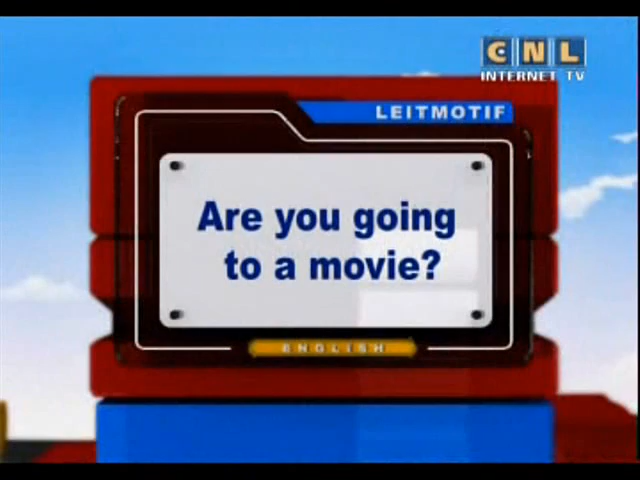 CNL
INTERNET TV
LEITMOTIF
Are you going
to a movie?
ENGLISH